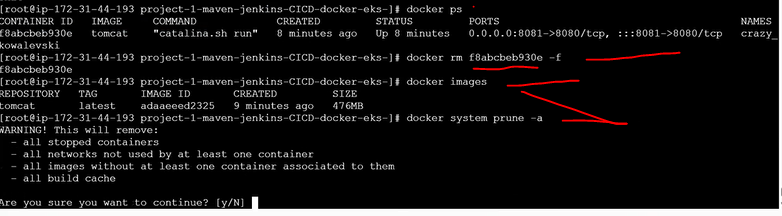 [root@ip-172-31-44-193 project-1-maven-jenkins-CICD-docker-eks-]# docker ps
CONTAINER ID   IMAGE     COMMAND             CREATED         STATUS         PORTS                                       NAMES
f8abcbeb930e   tomcat    "catalina.sh run"   8 minutes ago   Up 8 minutes   0.0.0.0:8081->8080/tcp, :::8081->8080/tcp   crazy_
kowalevski
[root@ip-172-31-44-193 project-1-maven-jenkins-CICD-docker-eks-]# docker rm f8abcbeb930e -f
f8abcbeb930e
[root@ip-172-31-44-193 project-1-maven-jenkins-CICD-docker-eks-]# docker images
REPOSITORY   TAG       IMAGE ID       CREATED         SIZE
tomcat       latest    adaaeeed2325   9 minutes ago   476MB
[root@ip-172-31-44-193 project-1-maven-jenkins-CICD-docker-eks-]# docker system prune -a
WARNING! This will remove:
  - all stopped containers
  - all networks not used by at least one container
  - all images without at least one container associated to them
  - all build cache
Are you sure you want to continue? [y/N]